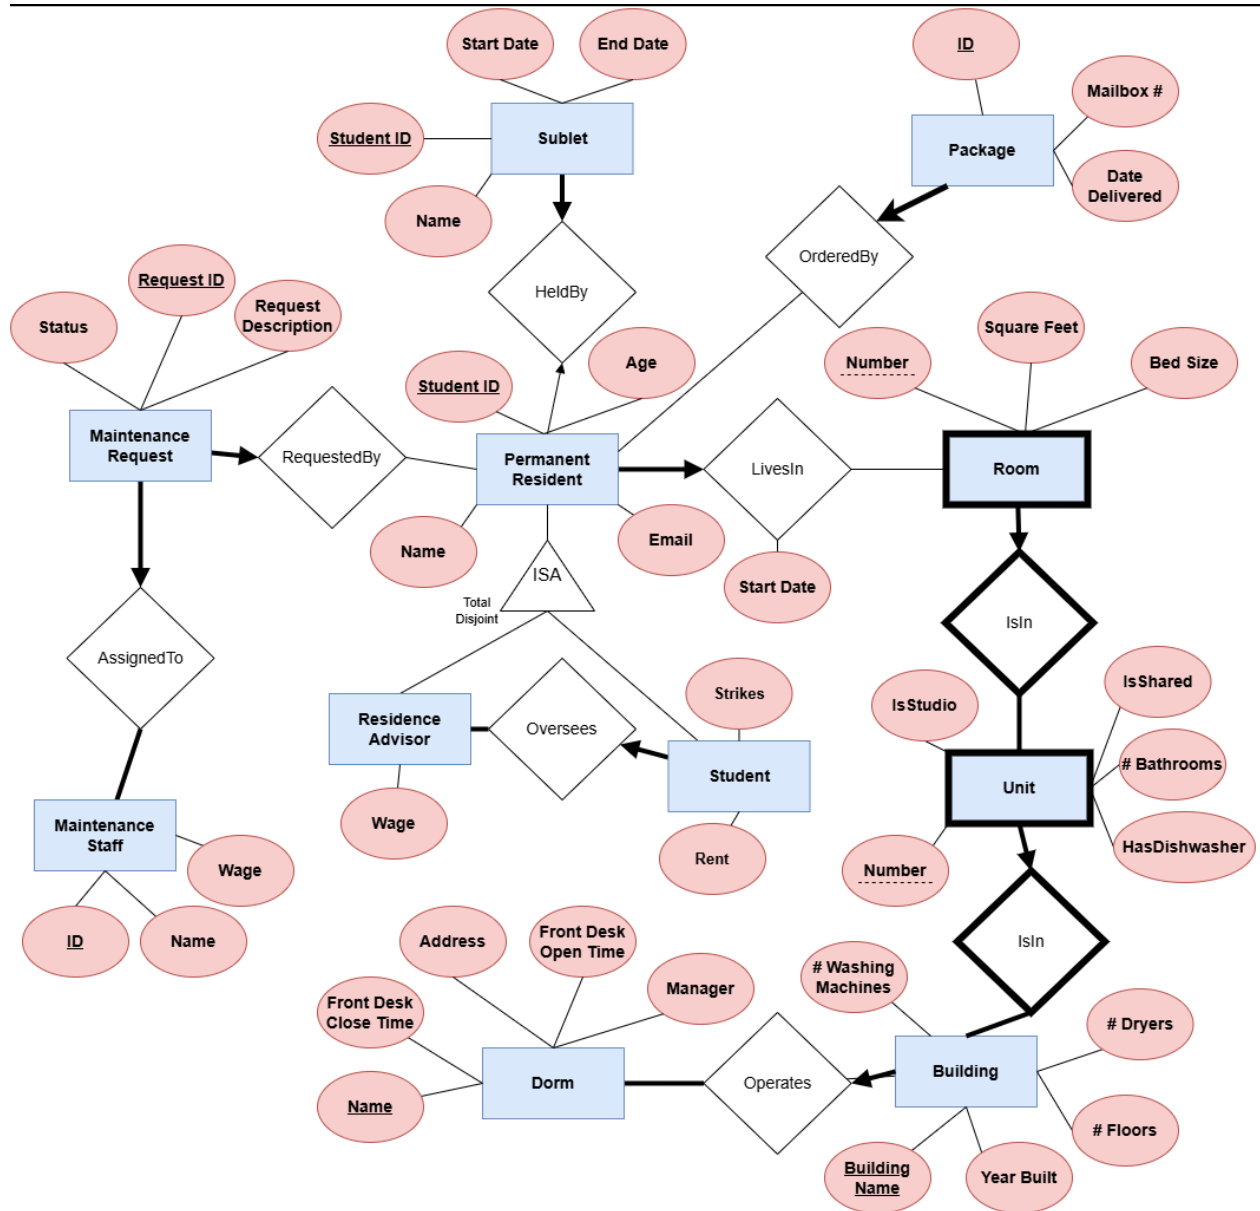 Start Date
End Date
ID
Mailbox #
Student ID
Sublet
Package
Date
Delivered
Name
OrderedBy
Request ID
HeldBy
Request
Description
Status
Square Feet
Number
Bed Size
Age
Student ID
Maintenance
Request
RequestedBy
Permanent
Resident
LivesIn
Room
Name
Email
ISA
Start Date
Total
Disjoint
IsIn
AssignedTo
IsShared
Strikes
IsStudio
Residence
Advisor
Oversees
# Bathrooms
Student
Unit
Maintenance
Staff
Wage
HasDishwasher
Rent
Number
Wage
ID
Name
Address
Front Desk
Open Time
IsIn
# Washing
Machines
Manager
Front Desk
Close Time
# Dryers
Dorm
Operates
Building
Name
# Floors
Building
Name
Year Built